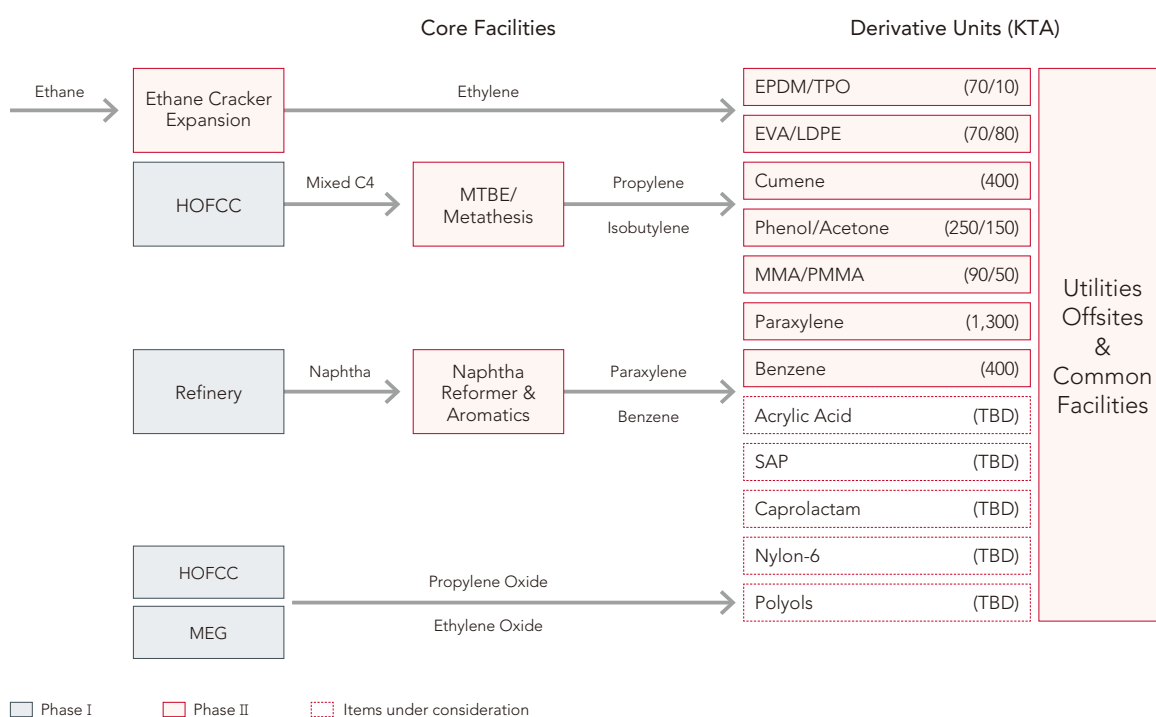 Core Facilities
Derivative Units (KTA)
Ethane
Ethane Cracker
Expansion
Ethylene
HOFCC
Mixed C4
MTBE/
Metathesis
Propylene
Isobutylene
Refinery
Naphtha
Naphtha
Reformer &
Aromatics
Paraxylene
Benzene
HOFCC
MEG
Propylene Oxide
Ethylene Oxide
EPDM/TPO (70/10)
EVA/LDPE (70/80)
Cumene (400)
Phenol/Acetone (250/150)
MMA/PMMA (90/50)
Paraxylene (1,300)
Benzene (400)
Acrylic Acid (TBD)
SAP (TBD)
Caprolactam (TBD)
Nylon-6 (TBD)
Polyols (TBD)
Utilities
Offsites
&
Common
Facilities
Phase I
Phase II
Items under consideration